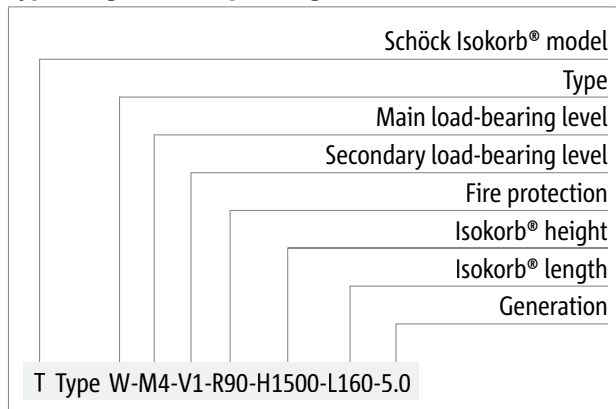 Schöck Isokorb® model
Type
Main load-bearing level
Secondary load-bearing level
Fire protection
Isokorb® height
Isokorb® length
Generation
T Type W-M4-V1-R90-H1500-L160-5.0